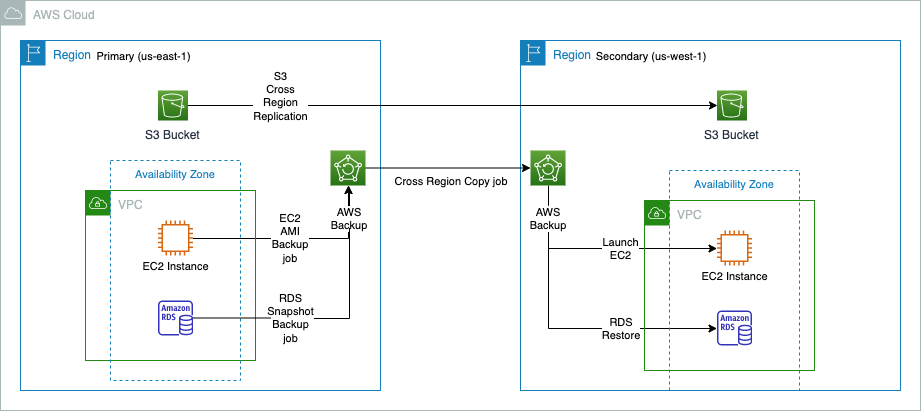 AWS Cloud
Region Primary (us-east-1)
Region Secondary (us-west-1)
S3
Cross
Region
Replication
S3 Bucket
S3 Bucket
Availability Zone
Cross Region Copy job
Availability Zone
VPC
AWS
Backup
AWS
Backup
VPC
EC2
AMI
Backup
job
EC2 Instance
Launch
EC2
EC2 Instance
RDS
Snapshot
Backup
job
Amazon
RDS
RDS
Restore
Amazon
RDS